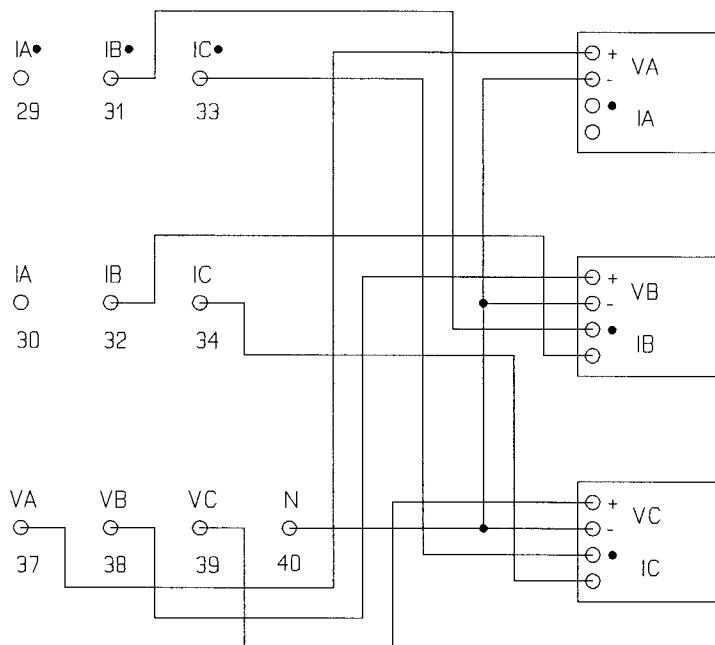 IA● IB● IC●
29 31 33
+ VA
-
●
IA
IA IB IC
30 32 34
+ VB
-
●
IB
VA VB VC N
37 38 39 40
+ VC
-
●
IC